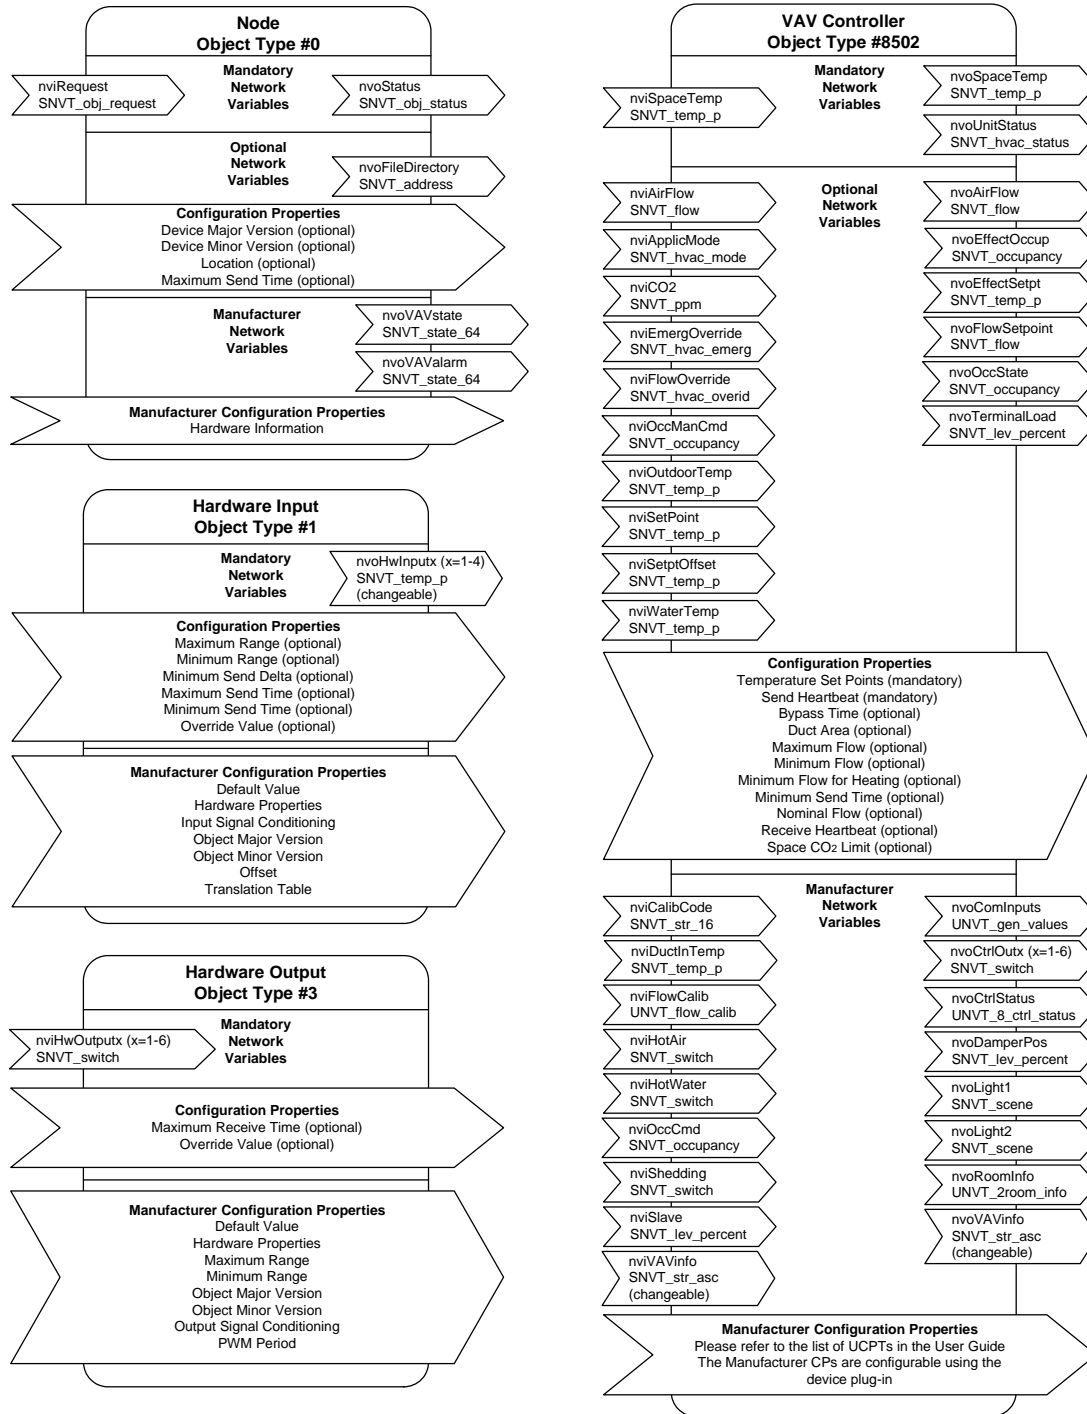 Node
Object Type #0
Mandatory
Network
Variables
nviRequest
SNVT_obj_request
nvoStatus
SNVT_obj_status
Optional
Network
Variables
nvoFileDirectory
SNVT_address
Configuration Properties
Device Major Version (optional)
Device Minor Version (optional)
Location (optional)
Maximum Send Time (optional)
Manufacturer
Network
Variables
nvoVAVstate
SNVT_state_64
nvoVAValarm
SNVT_state_64
Manufacturer Configuration Properties
Hardware Information
Hardware Input
Object Type #1
Mandatory
Network
Variables
nvoHwInputx (x=1-4)
SNVT_temp_p
(changeable)
Configuration Properties
Maximum Range (optional)
Minimum Range (optional)
Minimum Send Delta (optional)
Maximum Send Time (optional)
Minimum Send Time (optional)
Override Value (optional)
Manufacturer Configuration Properties
Default Value
Hardware Properties
Input Signal Conditioning
Object Major Version
Object Minor Version
Offset
Translation Table
Hardware Output
Object Type #3
Mandatory
Network
Variables
nviHwOutputx (x=1-6)
SNVT_switch
Configuration Properties
Maximum Receive Time (optional)
Override Value (optional)
Manufacturer Configuration Properties
Default Value
Hardware Properties
Maximum Range
Minimum Range
Object Major Version
Object Minor Version
Output Signal Conditioning
PWM Period
VAV Controller
Object Type #8502
Mandatory
Network
Variables
nviSpaceTemp
SNVT_temp_p
nvoSpaceTemp
SNVT_temp_p
nvoUnitStatus
SNVT_hvac_status
Optional
Network
Variables
nviAirFlow
SNVT_flow
nviApplicMode
SNVT_hvac_mode
nviCO2
SNVT_ppm
nviEmergOverride
SNVT_hvac_emerg
nviFlowOverride
SNVT_hvac_overid
nviOccManCmd
SNVT_occupancy
nviOutdoorTemp
SNVT_temp_p
nviSetPoint
SNVT_temp_p
nviSetptOffset
SNVT_temp_p
nviWaterTemp
SNVT_temp_p
nvoAirFlow
SNVT_flow
nvoEffectOccup
SNVT_occupancy
nvoEffectSetpt
SNVT_temp_p
nvoFlowSetpoint
SNVT_flow
nvoOccState
SNVT_occupancy
nvoTerminalLoad
SNVT_lev_percent
Configuration Properties
Temperature Set Points (mandatory)
Send Heartbeat (mandatory)
Bypass Time (optional)
Duct Area (optional)
Maximum Flow (optional)
Minimum Flow (optional)
Minimum Flow for Heating (optional)
Minimum Send Time (optional)
Nominal Flow (optional)
Receive Heartbeat (optional)
Space CO2 Limit (optional)
Manufacturer
Network
Variables
nviCalibCode
SNVT_str_16
nviDuctInTemp
SNVT_temp_p
nviFlowCalib
UNVT_flow_calib
nviHotAir
SNVT_switch
nviHotWater
SNVT_switch
nviOccCmd
SNVT_occupancy
nviShedding
SNVT_switch
nviSlave
SNVT_lev_percent
nviVAVinfo
SNVT_str_asc
(changeable)
nvoComInputs
UNVT_gen_values
nvoCtrlOutx (x=1-6)
SNVT_switch
nvoCtrlStatus
UNVT_8_ctrl_status
nvoDamperPos
SNVT_lev_percent
nvoLight1
SNVT_scene
nvoLight2
SNVT_scene
nvoRoomInfo
UNVT_2room_info
nvoVAVinfo
SNVT_str_asc
(changeable)
Manufacturer Configuration Properties
Please refer to the list of UCPTs in the User Guide
The Manufacturer CPs are configurable using the
device plug-in